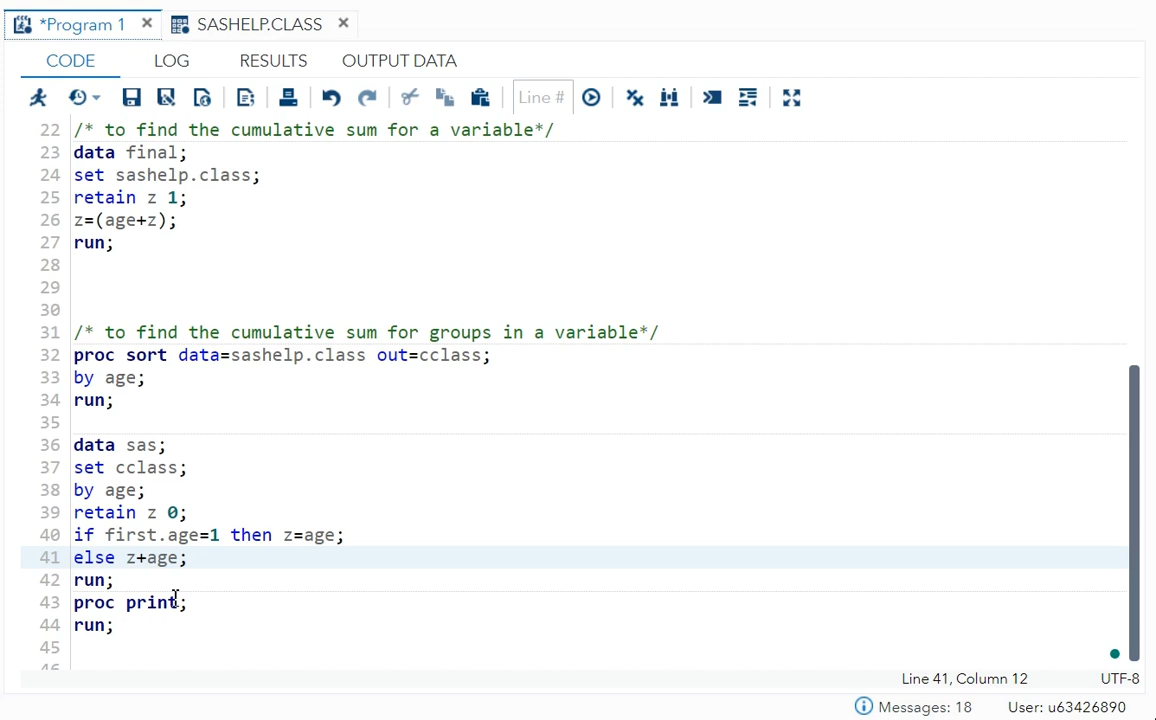 *Program 1 × SASHELP.CLASS ×
CODE LOG RESULTS OUTPUT DATA
Line #
22 /* to find the cumulative sum for a variable*/
23 data final;
24 set sashelp.class;
25 retain z 1;
26 z=(age+z);
27 run;
28
29
30
31 /* to find the cumulative sum for groups in a variable*/
32 proc sort data=sashelp.class out=cclass;
33 by age;
34 run;
35
36 data sas;
37 set cclass;
38 by age;
39 retain z 0;
40 if first.age=1 then z=age;
41 else z+age;
42 run;
43 proc print;
44 run;
45
46
Line 41, Column 12 UTF-8
Messages: 18 User: u63426890